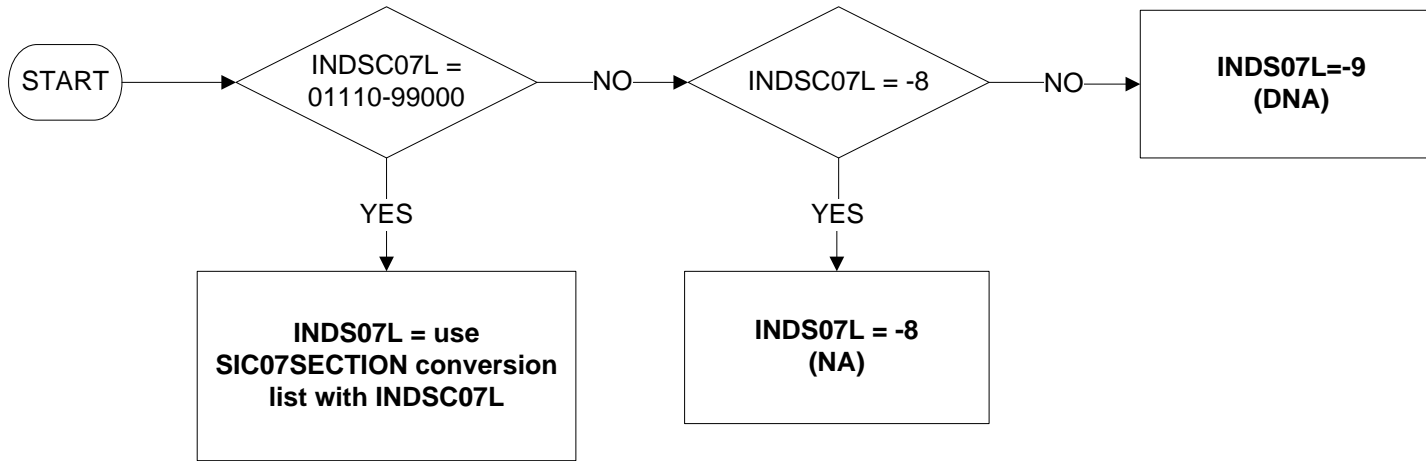 START
INDSC07L =
01110-99000
NO
INDSC07L = -8
NO
INDS07L=-9
(DNA)
YES
YES
INDS07L = use
SIC07SECTION conversion
list with INDSC07L
INDS07L = -8
(NA)